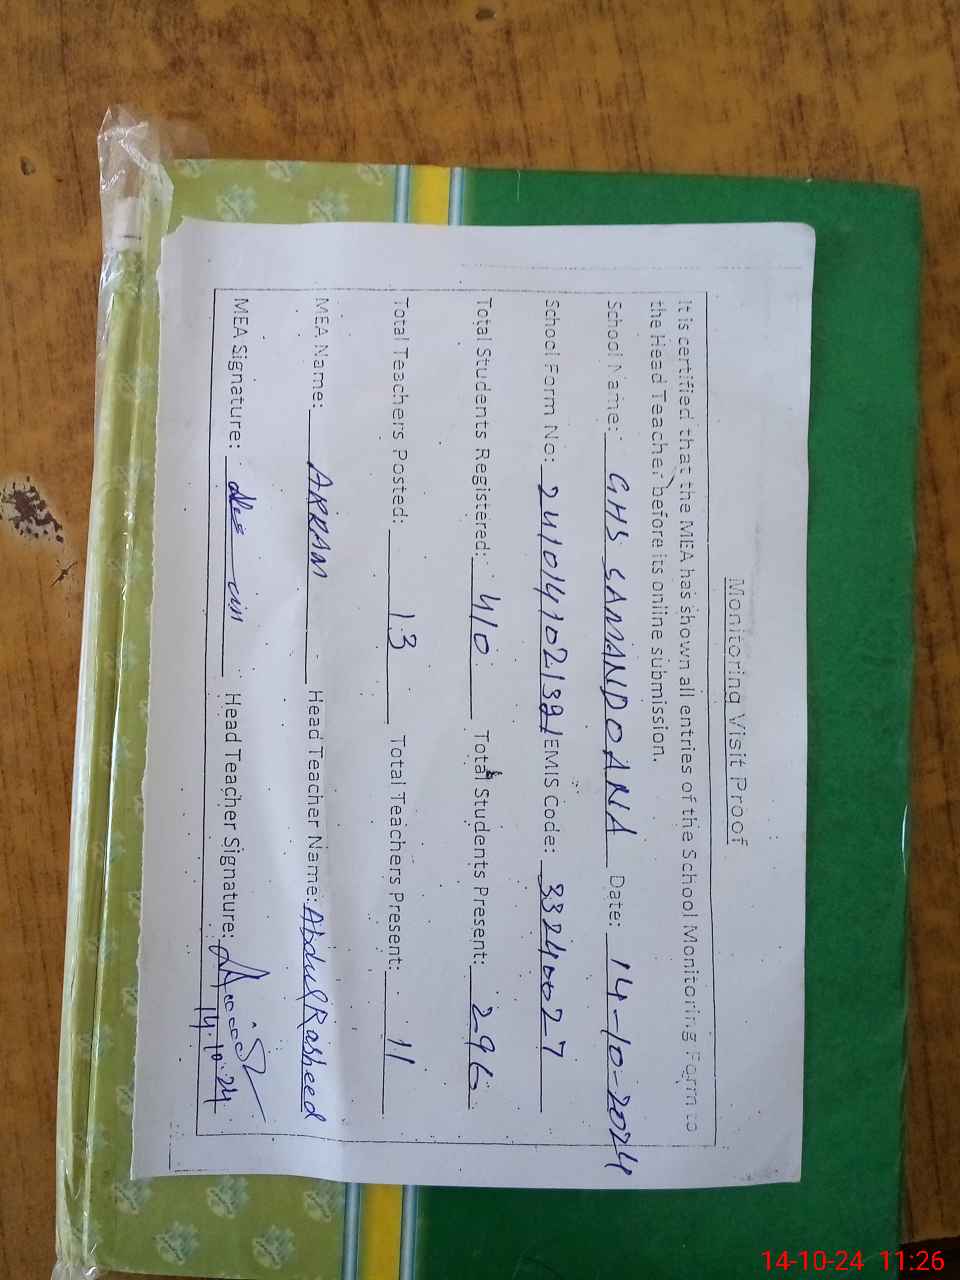 Monitoring Visit Proof
It is certified that the MEA has shown all entries of the School Monitoring Form to
the Head Teacher before its online submission.
School Name: GHS SAMANDOANA Date: 14-10-2024
School Form No: EMIS Code: 33240027
Total Students Registered: 410 Total Students Present: 296
Total Teachers Posted: 13 Total Teachers Present: 11
MEA Name: AKRAM Head Teacher Name: Abdul Rasheed
MEA Signature: Head Teacher Signature:
14.10.24
14-10-24 11:26